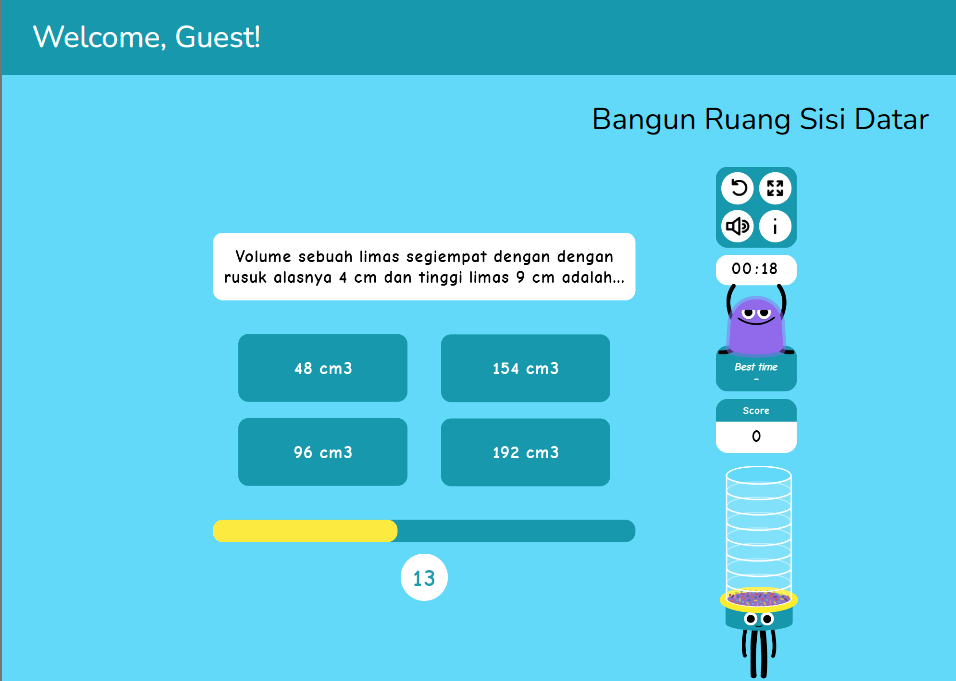 Welcome, Guest!
Bangun Ruang Sisi Datar
i
00:18
Volume sebuah limas segiempat dengan dengan
rusuk alasnya 4 cm dan tinggi limas 9 cm adalah...
48 cm3
154 cm3
96 cm3
192 cm3
13
Best time
-
Score
0